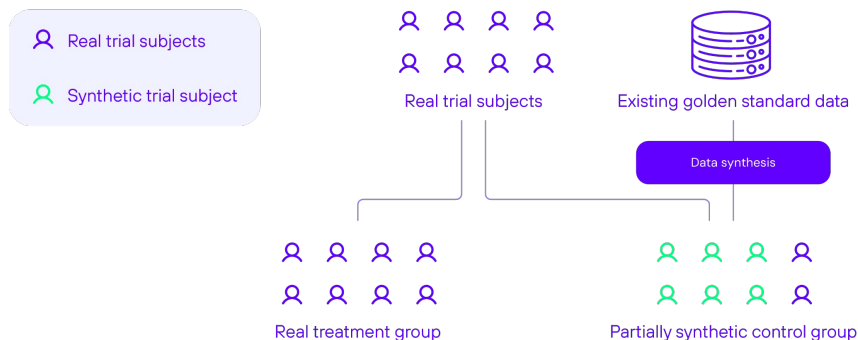 Real trial subjects
Synthetic trial subject
Real trial subjects
Existing golden standard data
Data synthesis
Real treatment group
Partially synthetic control group